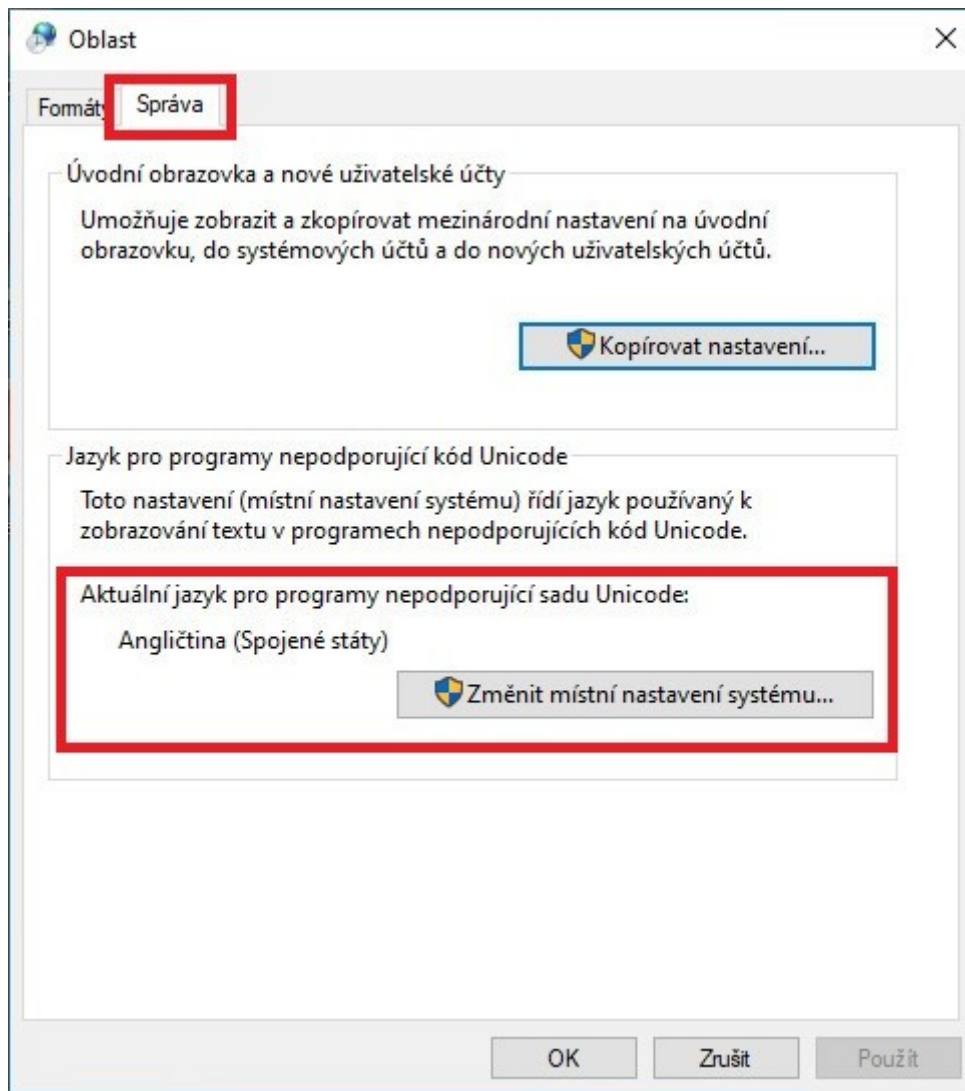 Oblast
Formáty
Správa
Úvodní obrazovka a nové uživatelské účty
Umožňuje zobrazit a zkopírovat mezinárodní nastavení na úvodní
obrazovku, do systémových účtů a do nových uživatelských účtů.
Kopírovat nastavení...
Jazyk pro programy nepodporující kód Unicode
Toto nastavení (místní nastavení systému) řídí jazyk používaný k
zobrazování textu v programech nepodporujících kód Unicode.
Aktuální jazyk pro programy nepodporující sadu Unicode:
Angličtina (Spojené státy)
Změnit místní nastavení systému...
OK
Zrušit
Použít